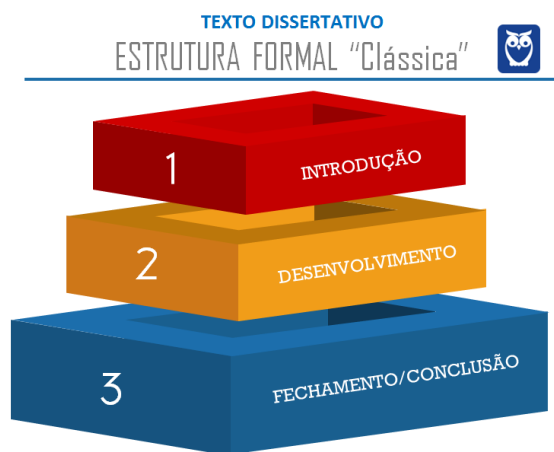 TEXTO DISSERTATIVO
ESTRUTURA FORMAL “Clássica”
1
INTRODUÇÃO
2
DESENVOLVIMENTO
3
FECHAMENTO/CONCLUSÃO